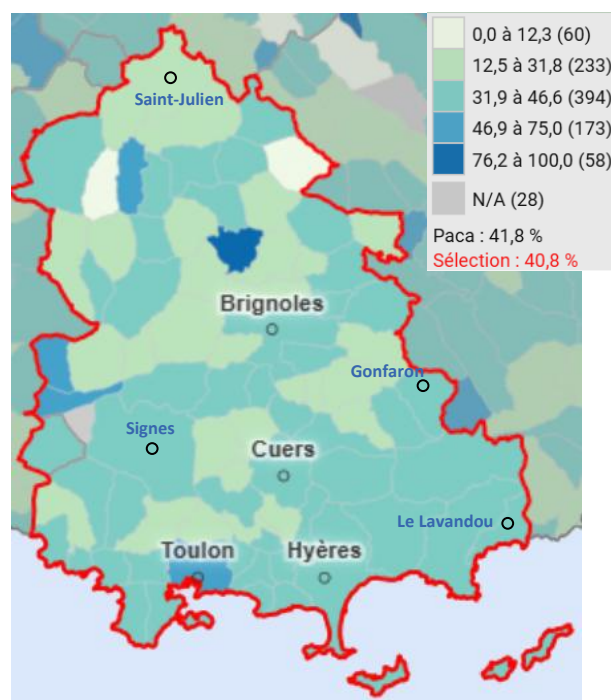 0,0 à 12,3 (60)
12,5 à 31,8 (233)
31,9 à 46,6 (394)
46,9 à 75,0 (173)
76,2 à 100,0 (58)
N/A (28)
Paca : 41,8 %
Sélection : 40,8 %
Saint-Julien
Brignoles
Gonfaron
Signes
Cuers
Le Lavandou
Toulon
Hyères